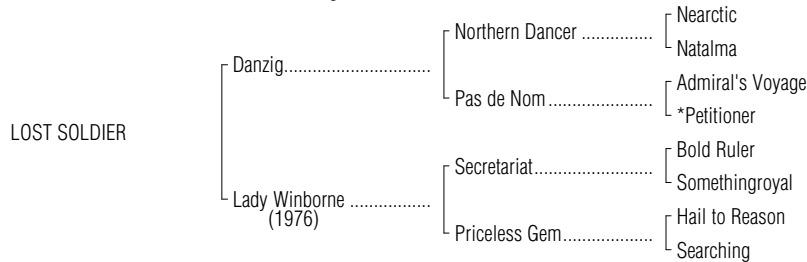 Nearctic
Northern Dancer ..............
Natalma
Danzig..............................
Admiral's Voyage
Pas de Nom.....................
*Petitioner
LOST SOLDIER
Bold Ruler
Secretariat........................
Somethingroyal
Lady Winborne .................
(1976)
Hail to Reason
Priceless Gem..................
Searching